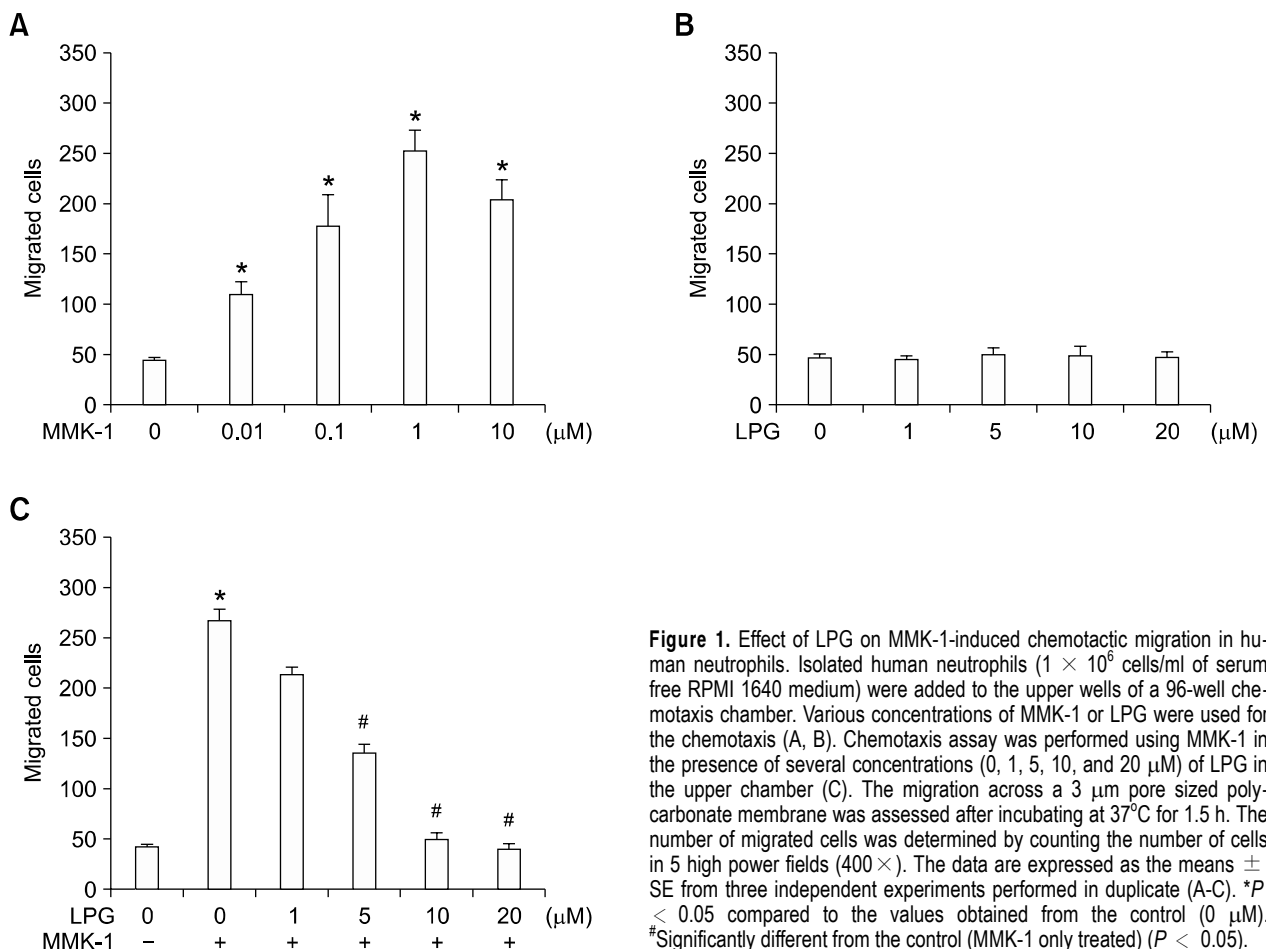 A
350
300
250
200
150
100
50
0
Migrated cells
* * * *
MMK-1 0 0.01 0.1 1 10 (μM)
B
350
300
250
200
150
100
50
0
Migrated cells
LPG 0 1 5 10 20 (μM)
C
350
300
250
200
150
100
50
0
Migrated cells
* # # #
LPG 0 0 1 5 10 20 (μM)
MMK-1 − + + + + +
Figure 1. Effect of LPG on MMK-1-induced chemotactic migration in hu-
man neutrophils. Isolated human neutrophils (1 × 10⁶ cells/ml of serum
free RPMI 1640 medium) were added to the upper wells of a 96-well che-
motaxis chamber. Various concentrations of MMK-1 or LPG were used for
the chemotaxis (A, B). Chemotaxis assay was performed using MMK-1 in
the presence of several concentrations (0, 1, 5, 10, and 20 μM) of LPG in
the upper chamber (C). The migration across a 3 μm pore sized poly-
carbonate membrane was assessed after incubating at 37°C for 1.5 h. The
number of migrated cells was determined by counting the number of cells
in 5 high power fields (400×). The data are expressed as the means ±
SE from three independent experiments performed in duplicate (A-C). *P
< 0.05 compared to the values obtained from the control (0 μM).
#Significantly different from the control (MMK-1 only treated) (P < 0.05).